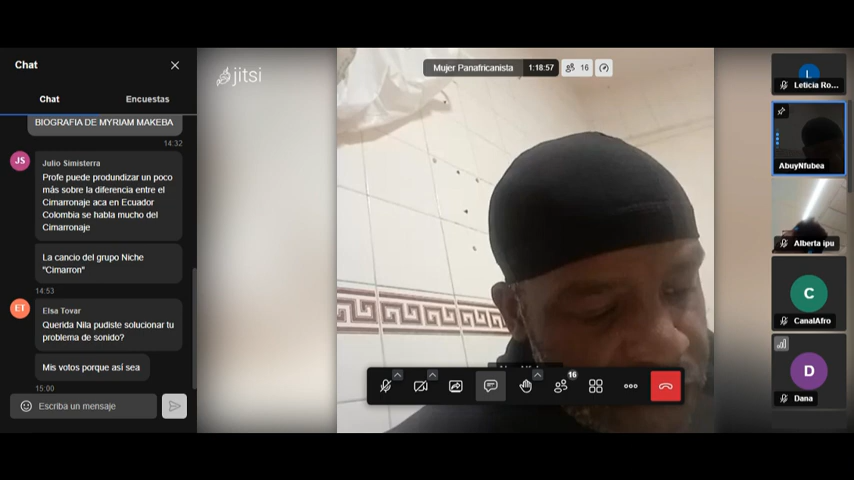 Chat
Chat
Encuestas
BIOGRAFIA DE MYRIAM MAKEBA
14:32
JS
Julio Simisterra
Profe puede produndizar un poco
más sobre la diferencia entre el
Cimarronaje aca en Ecuador
Colombia se habla mucho del
Cimarronaje
La cancio del grupo Niche
"Cimarron"
14:53
ET
Elsa Tovar
Querida Nila pudiste solucionar tu
problema de sonido?
Mis votos porque así sea
15:00
Escriba un mensaje
jitsi
Mujer Panafricanista
1:18:57
16
16
L
Leticia Ro...
AbuyNfubea
Alberta ipu
C
CanalAfro
D
Dana